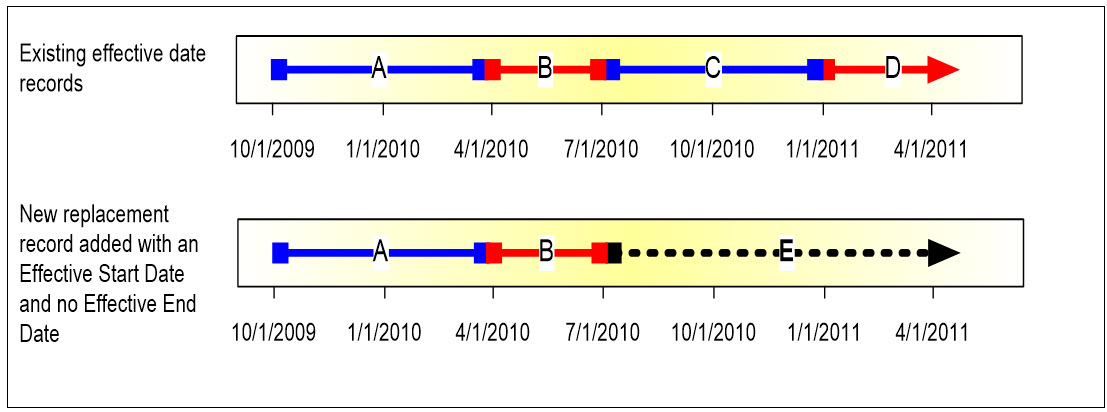 Existing effective date
records
A B C D
10/1/2009 1/1/2010 4/1/2010 7/1/2010 10/1/2010 1/1/2011 4/1/2011
New replacement
record added with an
Effective Start Date
and no Effective End
Date
A B E
10/1/2009 1/1/2010 4/1/2010 7/1/2010 10/1/2010 1/1/2011 4/1/2011